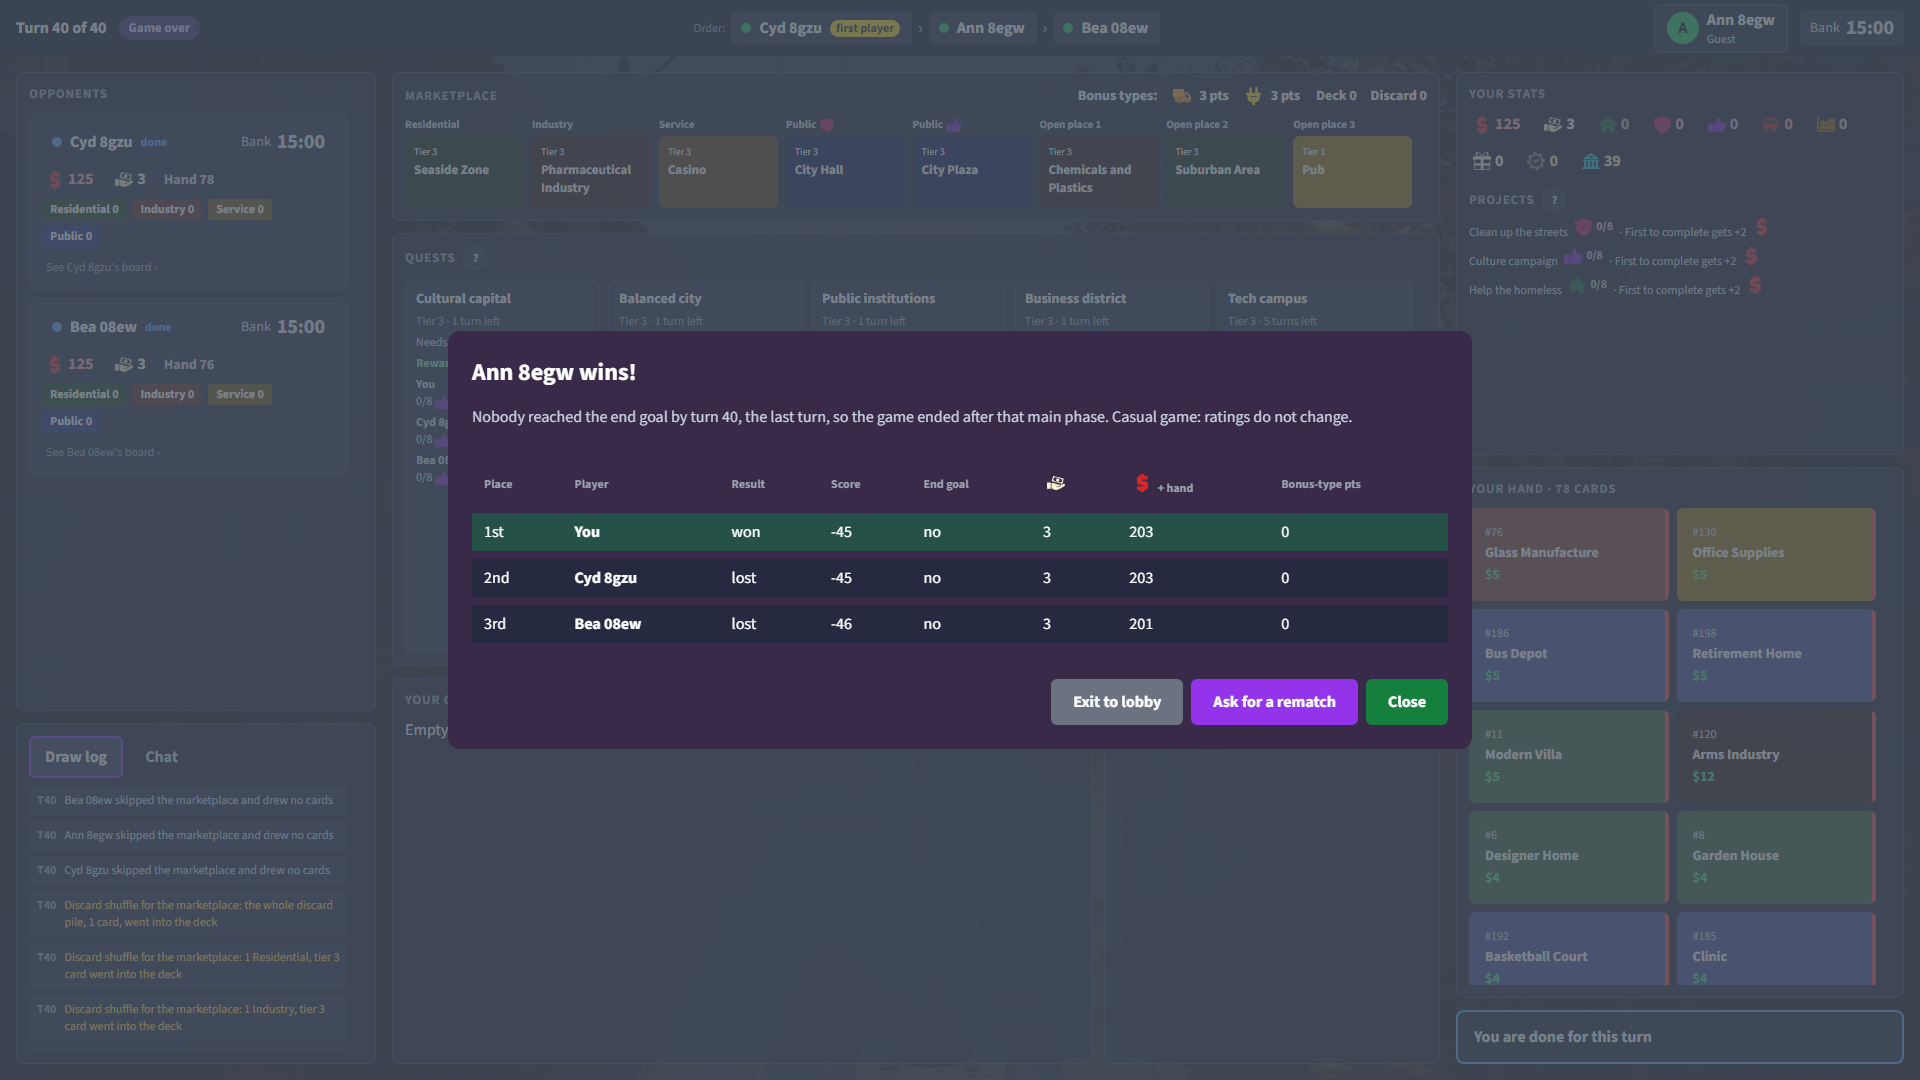 Turn 40 of 40
Game over
Order:
Cyd 8gzu first player › Ann 8egw › Bea 08ew
A
Ann 8egw
Guest
Bank 15:00
OPPONENTS
Cyd 8gzu done Bank 15:00
125 3 Hand 78
Residential 0 Industry 0 Service 0
Public 0
See Cyd 8gzu's board ›
Bea 08ew done Bank 15:00
125 3 Hand 76
Residential 0 Industry 0 Service 0
Public 0
See Bea 08ew's board ›
Draw log Chat
T40 Bea 08ew skipped the marketplace and drew no cards
T40 Ann 8egw skipped the marketplace and drew no cards
T40 Cyd 8gzu skipped the marketplace and drew no cards
T40 Discard shuffle for the marketplace: the whole discard
pile, 1 card, went into the deck
T40 Discard shuffle for the marketplace: 1 Residential, tier 3
card went into the deck
T40 Discard shuffle for the marketplace: 1 Industry, tier 3
card went into the deck
MARKETPLACE
Bonus types: 3 pts 3 pts Deck 0 Discard 0
Residential
Tier 3
Seaside Zone
Industry
Tier 3
Pharmaceutical
Industry
Service
Tier 3
Casino
Public
Tier 3
City Hall
Public
Tier 3
City Plaza
Open place 1
Tier 3
Chemicals and
Plastics
Open place 2
Tier 3
Suburban Area
Open place 3
Tier 1
Pub
QUESTS ?
Cultural capital
Tier 3 · 1 turn left
Needs
Rewar
You
0/8
Cyd 8g
0/8
Bea 08
0/8
Balanced city
Tier 3 · 1 turn left
Public institutions
Tier 3 · 1 turn left
Business district
Tier 3 · 1 turn left
Tech campus
Tier 3 · 5 turns left
YOUR C
Empty
Ann 8egw wins!
Nobody reached the end goal by turn 40, the last turn, so the game ended after that main phase. Casual game: ratings do not change.
Place Player Result Score End goal $ + hand Bonus-type pts
1st You won -45 no 3 203 0
2nd Cyd 8gzu lost -45 no 3 203 0
3rd Bea 08ew lost -46 no 3 201 0
Exit to lobby Ask for a rematch Close
YOUR STATS
$ 125 3 0 0 0 0 0
0 0 39
PROJECTS ?
Clean up the streets 0/8 · First to complete gets +2 $
Culture campaign 0/8 · First to complete gets +2 $
Help the homeless 0/8 · First to complete gets +2 $
YOUR HAND · 78 CARDS
#76
Glass Manufacture
$5
#130
Office Supplies
$5
#186
Bus Depot
$5
#198
Retirement Home
$5
#11
Modern Villa
$5
#120
Arms Industry
$12
#6
Designer Home
$4
#8
Garden House
$4
#192
Basketball Court
$4
#185
Clinic
$4
You are done for this turn